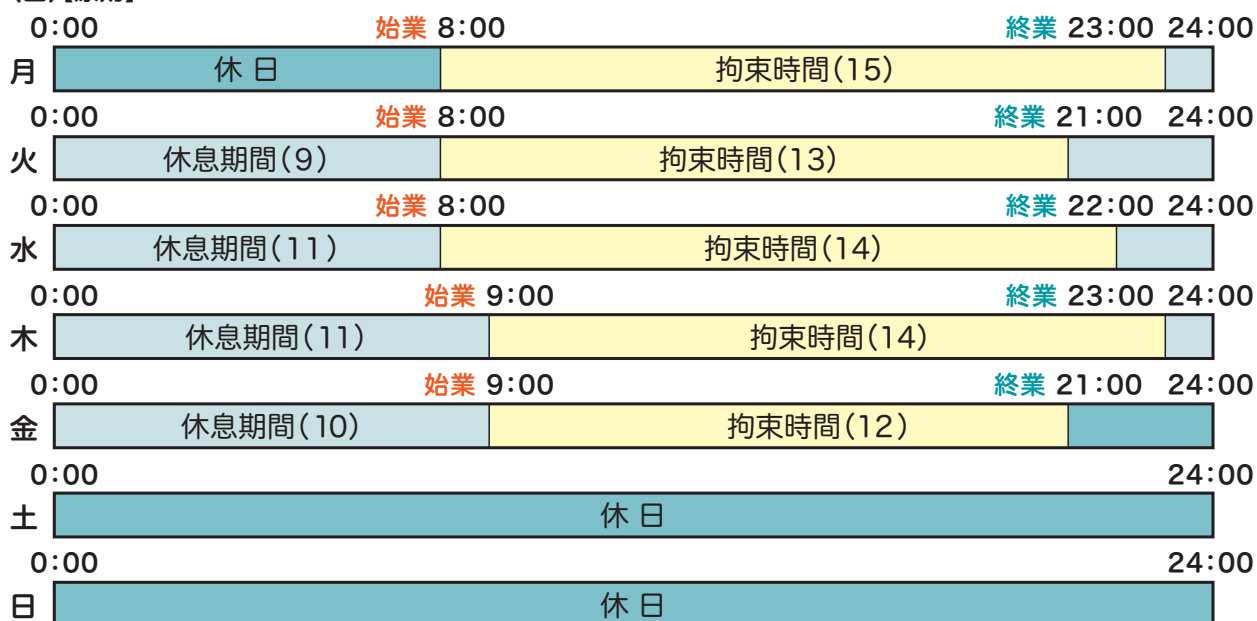 0:00 始業 8:00 終業 23:00 24:00
月 休 日 拘束時間(15)
0:00 始業 8:00 終業 21:00 24:00
火 休息期間(9) 拘束時間(13)
0:00 始業 8:00 終業 22:00 24:00
水 休息期間(11) 拘束時間(14)
0:00 始業 9:00 終業 23:00 24:00
木 休息期間(11) 拘束時間(14)
0:00 始業 9:00 終業 21:00 24:00
金 休息期間(10) 拘束時間(12)
0:00 24:00
土 休 日
0:00 24:00
日 休 日